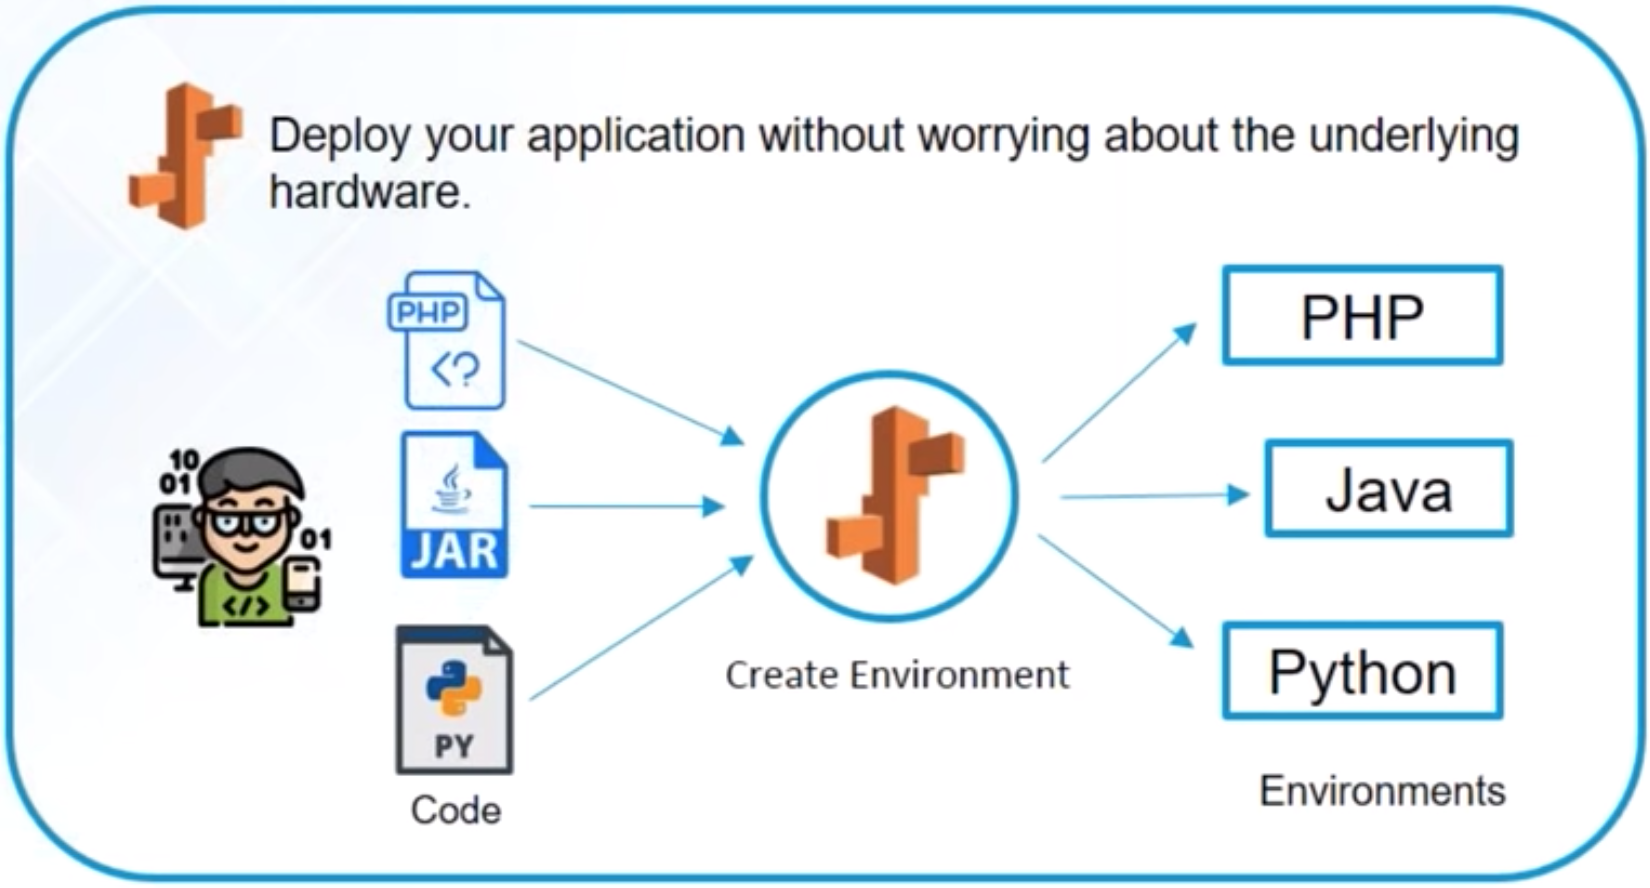 Deploy your application without worrying about the underlying
hardware.
PHP
<?
JAR
PY
Code
10
01
01
</>
Create Environment
PHP
Java
Python
Environments